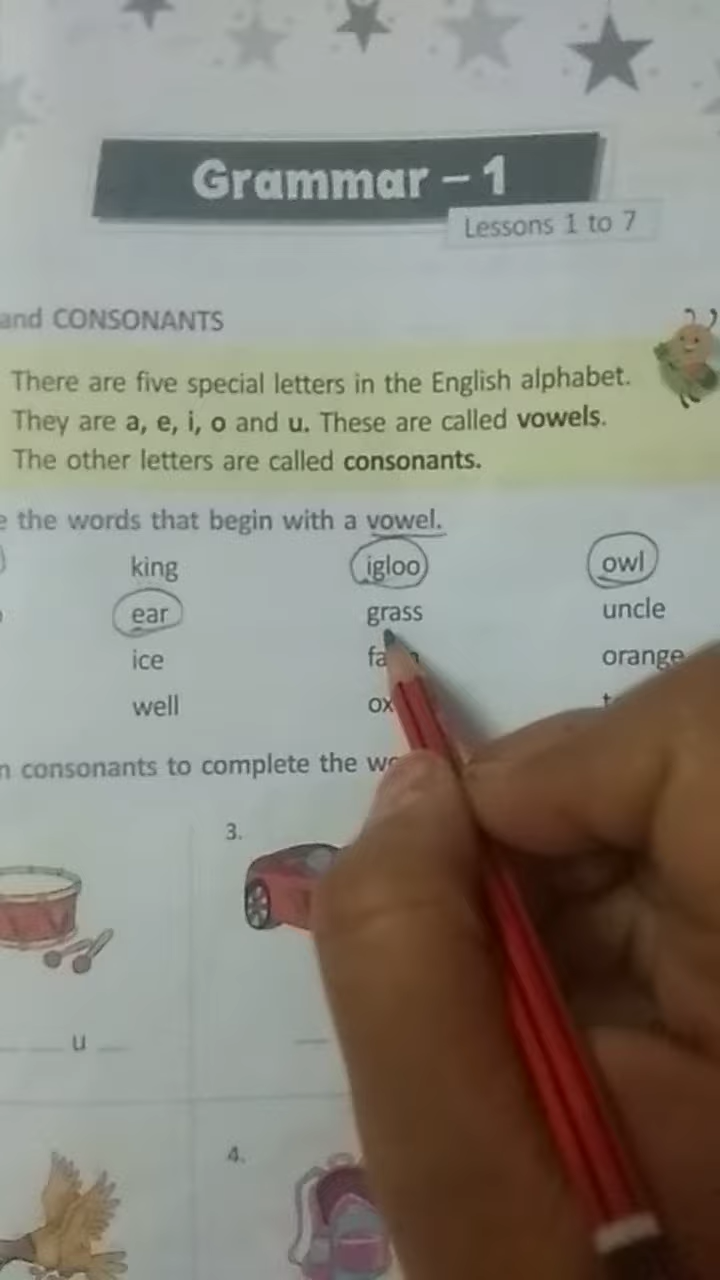 Grammar – 1
Lessons 1 to 7
and CONSONANTS
There are five special letters in the English alphabet.
They are a, e, i, o and u. These are called vowels.
The other letters are called consonants.
the words that begin with a vowel.
king igloo owl
ear grass uncle
ice orange
well ox
consonants to complete the
3.
u
4.